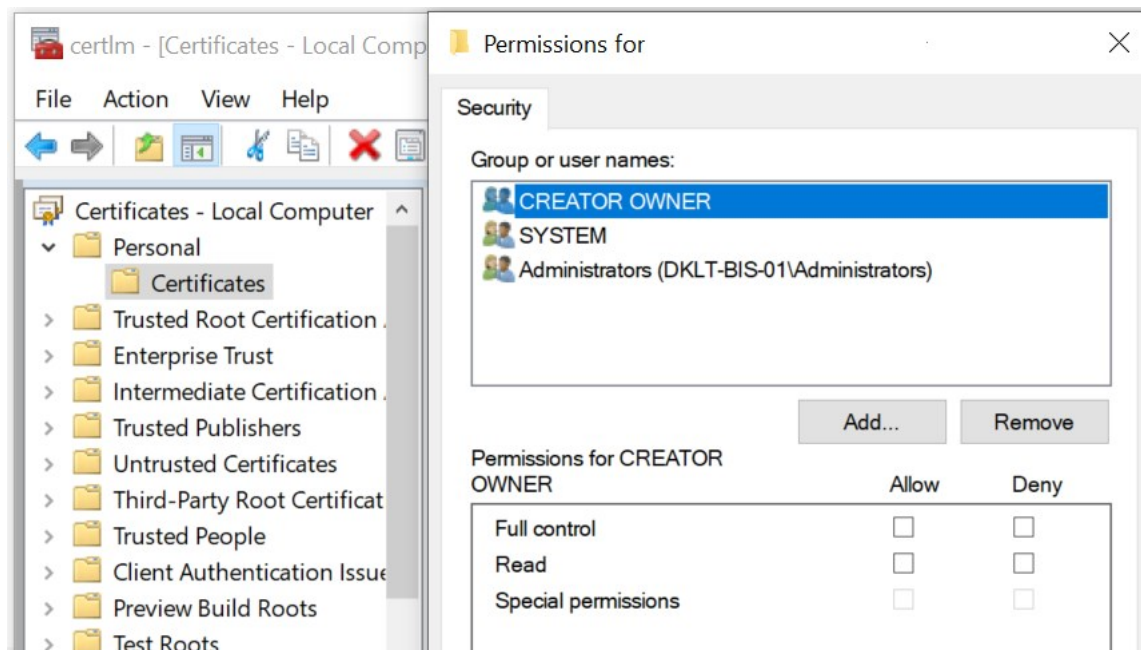 certlm - [Certificates - Local Comp
File Action View Help
Certificates - Local Computer
Personal
Certificates
Trusted Root Certification
Enterprise Trust
Intermediate Certification
Trusted Publishers
Untrusted Certificates
Third-Party Root Certificat
Trusted People
Client Authentication Issue
Preview Build Roots
Test Roots
Permissions for
Security
Group or user names:
CREATOR OWNER
SYSTEM
Administrators (DKLT-BIS-01\Administrators)
Add... Remove
Permissions for CREATOR
OWNER Allow Deny
Full control
Read
Special permissions